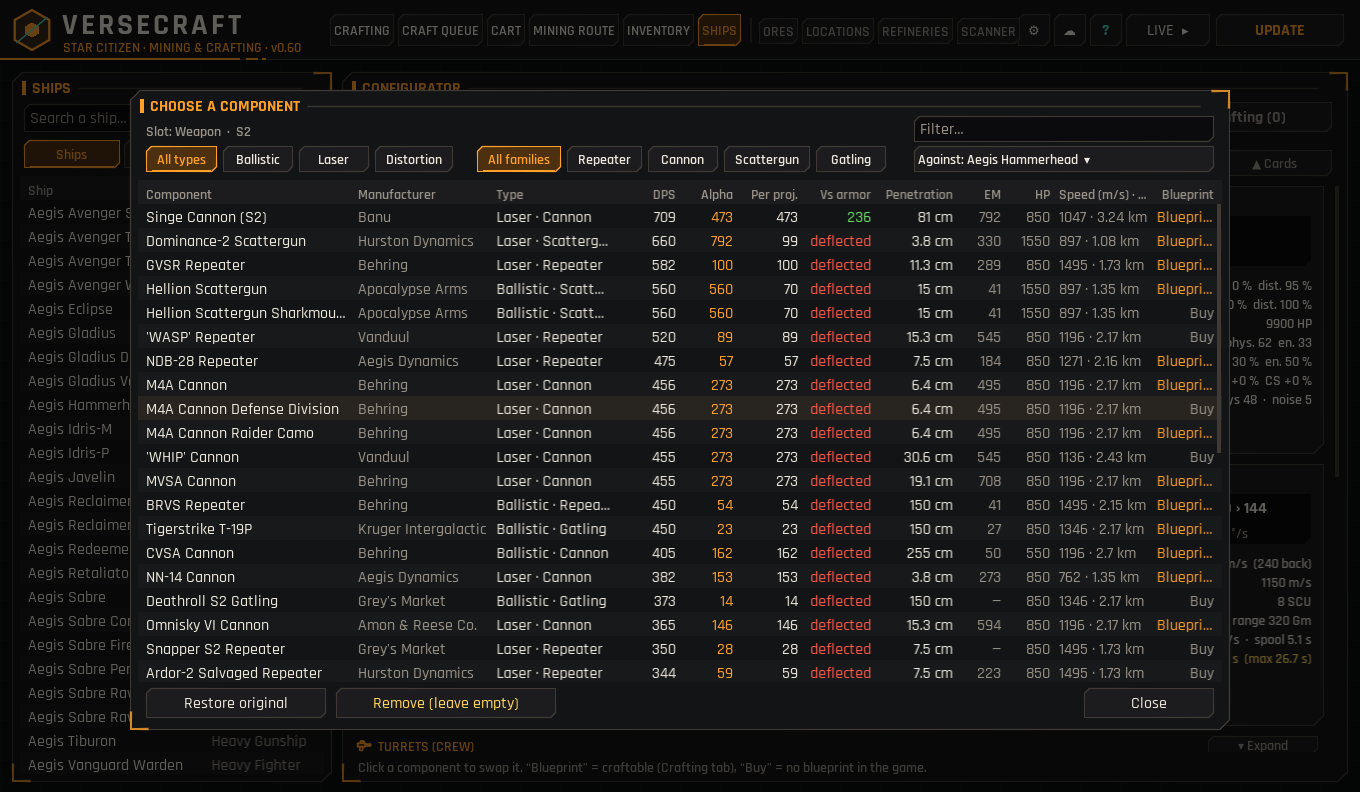 VERSECRAFT
STAR CITIZEN · MINING & CRAFTING · v0.60
CRAFTING CRAFT QUEUE CART MINING ROUTE INVENTORY SHIPS ORES LOCATIONS REFINERIES SCANNER ? LIVE ▸ UPDATE
SHIPS
CONFIGURATOR
Search a ship...
Ships
Ship
Aegis Avenger S
Aegis Avenger T
Aegis Avenger T
Aegis Avenger W
Aegis Eclipse
Aegis Gladius
Aegis Gladius D
Aegis Gladius Va
Aegis Hammerh
Aegis Idris-M
Aegis Idris-P
Aegis Javelin
Aegis Reclaimer
Aegis Reclaimer
Aegis Redeeme
Aegis Retaliato
Aegis Sabre
Aegis Sabre Co
Aegis Sabre Fire
Aegis Sabre Per
Aegis Sabre Rav
Aegis Sabre Rav
Aegis Tiburon Heavy Gunship
Aegis Vanguard Warden Heavy Fighter
CHOOSE A COMPONENT
Slot: Weapon · S2
Filter...
All types Ballistic Laser Distortion All families Repeater Cannon Scattergun Gatling Against: Aegis Hammerhead ▾
Component Manufacturer Type DPS Alpha Per proj. Vs armor Penetration EM HP Speed (m/s) · ... Blueprint
Singe Cannon (S2) Banu Laser · Cannon 709 473 473 236 81 cm 792 850 1047 · 3.24 km Bluepri...
Dominance-2 Scattergun Hurston Dynamics Laser · Scatterg... 660 792 99 deflected 3.8 cm 330 1550 897 · 1.08 km Bluepri...
GVSR Repeater Behring Laser · Repeater 582 100 100 deflected 11.3 cm 289 850 1495 · 1.73 km Bluepri...
Hellion Scattergun Apocalypse Arms Ballistic · Scatt... 560 560 70 deflected 15 cm 41 1550 897 · 1.35 km Bluepri...
Hellion Scattergun Sharkmou... Apocalypse Arms Ballistic · Scatt... 560 560 70 deflected 15 cm 41 1550 897 · 1.35 km Buy
'WASP' Repeater Vanduul Laser · Repeater 520 89 89 deflected 15.3 cm 545 850 1196 · 1.73 km Buy
NDB-28 Repeater Aegis Dynamics Laser · Repeater 475 57 57 deflected 7.5 cm 184 850 1271 · 2.16 km Bluepri...
M4A Cannon Behring Laser · Cannon 456 273 273 deflected 6.4 cm 495 850 1196 · 2.17 km Bluepri...
M4A Cannon Defense Division Behring Laser · Cannon 456 273 273 deflected 6.4 cm 495 850 1196 · 2.17 km Buy
M4A Cannon Raider Camo Behring Laser · Cannon 456 273 273 deflected 6.4 cm 495 850 1196 · 2.17 km Bluepri...
'WHIP' Cannon Vanduul Laser · Cannon 455 273 273 deflected 30.6 cm 545 850 1136 · 2.43 km Buy
MVSA Cannon Behring Laser · Cannon 455 273 273 deflected 19.1 cm 708 850 1196 · 2.17 km Bluepri...
BRVS Repeater Behring Ballistic · Repea... 450 54 54 deflected 150 cm 41 850 1495 · 2.15 km Bluepri...
Tigerstrike T-19P Kruger Intergalactic Ballistic · Gatling 450 23 23 deflected 150 cm 27 850 1346 · 2.17 km Bluepri...
CVSA Cannon Behring Ballistic · Cannon 405 162 162 deflected 255 cm 50 550 1196 · 2.7 km Bluepri...
NN-14 Cannon Aegis Dynamics Laser · Cannon 382 153 153 deflected 3.8 cm 273 850 762 · 1.35 km Bluepri...
Deathroll S2 Gatling Grey's Market Ballistic · Gatling 373 14 14 deflected 150 cm – 850 1346 · 2.17 km Buy
Omnisky VI Cannon Amon & Reese Co. Laser · Cannon 365 146 146 deflected 15.3 cm 594 850 1196 · 2.17 km Bluepri...
Snapper S2 Repeater Grey's Market Laser · Repeater 350 28 28 deflected 7.5 cm – 850 1495 · 1.73 km Buy
Ardor-2 Salvaged Repeater Hurston Dynamics Laser · Repeater 344 59 59 deflected 7.5 cm 223 850 1495 · 1.73 km Buy
Restore original Remove (leave empty) Close
fting (0)
▲ Cards
0 % dist. 95 %
0 % dist. 100 %
9900 HP
hys. 62 en. 33
30 % en. 50 %
+0 % CS +0 %
ys 48 · noise 5
› 144
°/s
n/s (240 back)
1150 m/s
8 SCU
range 320 Gm
/s · spool 5.1 s
s (max 26.7 s)
TURRETS (CREW)
▾ Expand
Click a component to swap it. "Blueprint" = craftable (Crafting tab), "Buy" = no blueprint in the game.